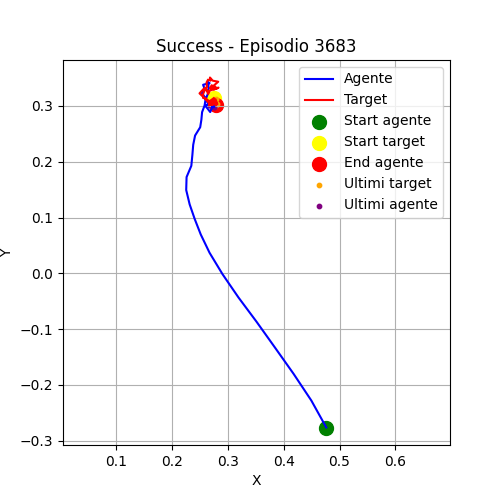 Success - Episodio 3683
Agente
Target
Start agente
Start target
End agente
Ultimi target
Ultimi agente
0.3
0.2
0.1
0.0
−0.1
−0.2
−0.3
Y
0.1 0.2 0.3 0.4 0.5 0.6
X